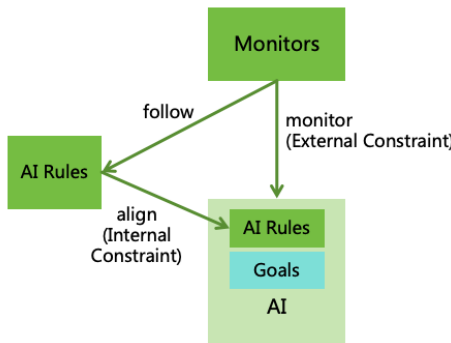 Monitors
follow
monitor
(External Constraint)
AI Rules
align
(Internal
Constraint)
AI Rules
Goals
AI